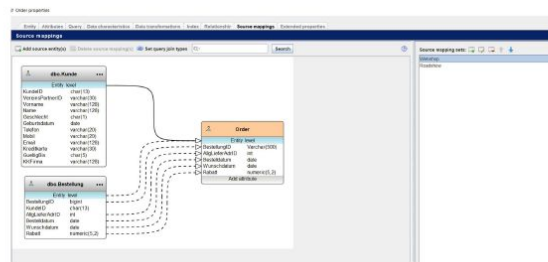 Order properties
Entity Attributes Query Data characteristics Data transformations Index Relationship Source mappings Extended properties
Source mappings
Add source entity(s) Delete source mapping(s) Set query join types Search
Source mapping sets:
dbo.Kunde
Entity level
KundeID char(13)
varchar(30)
Vorname varchar(128)
Name varchar(128)
Geschlecht char(1)
Geburtsdatum date
Telefon varchar(20)
Mobil varchar(20)
Email varchar(128)
Kreditkarte varchar(30)
GueltigBis char(5)
KKFirma varchar(128)
Order
Entity level
BestellungID Varchar(500)
AllgLieferAdrID int
Bestelldatum date
Wunschdatum date
Rabatt numeric(5,2)
Add attribute
dbo.Bestellung
Entity level
BestellungID bigint
KundeID char(13)
AllgLieferAdrID int
Bestelldatum date
Wunschdatum date
Rabatt numeric(5,2)